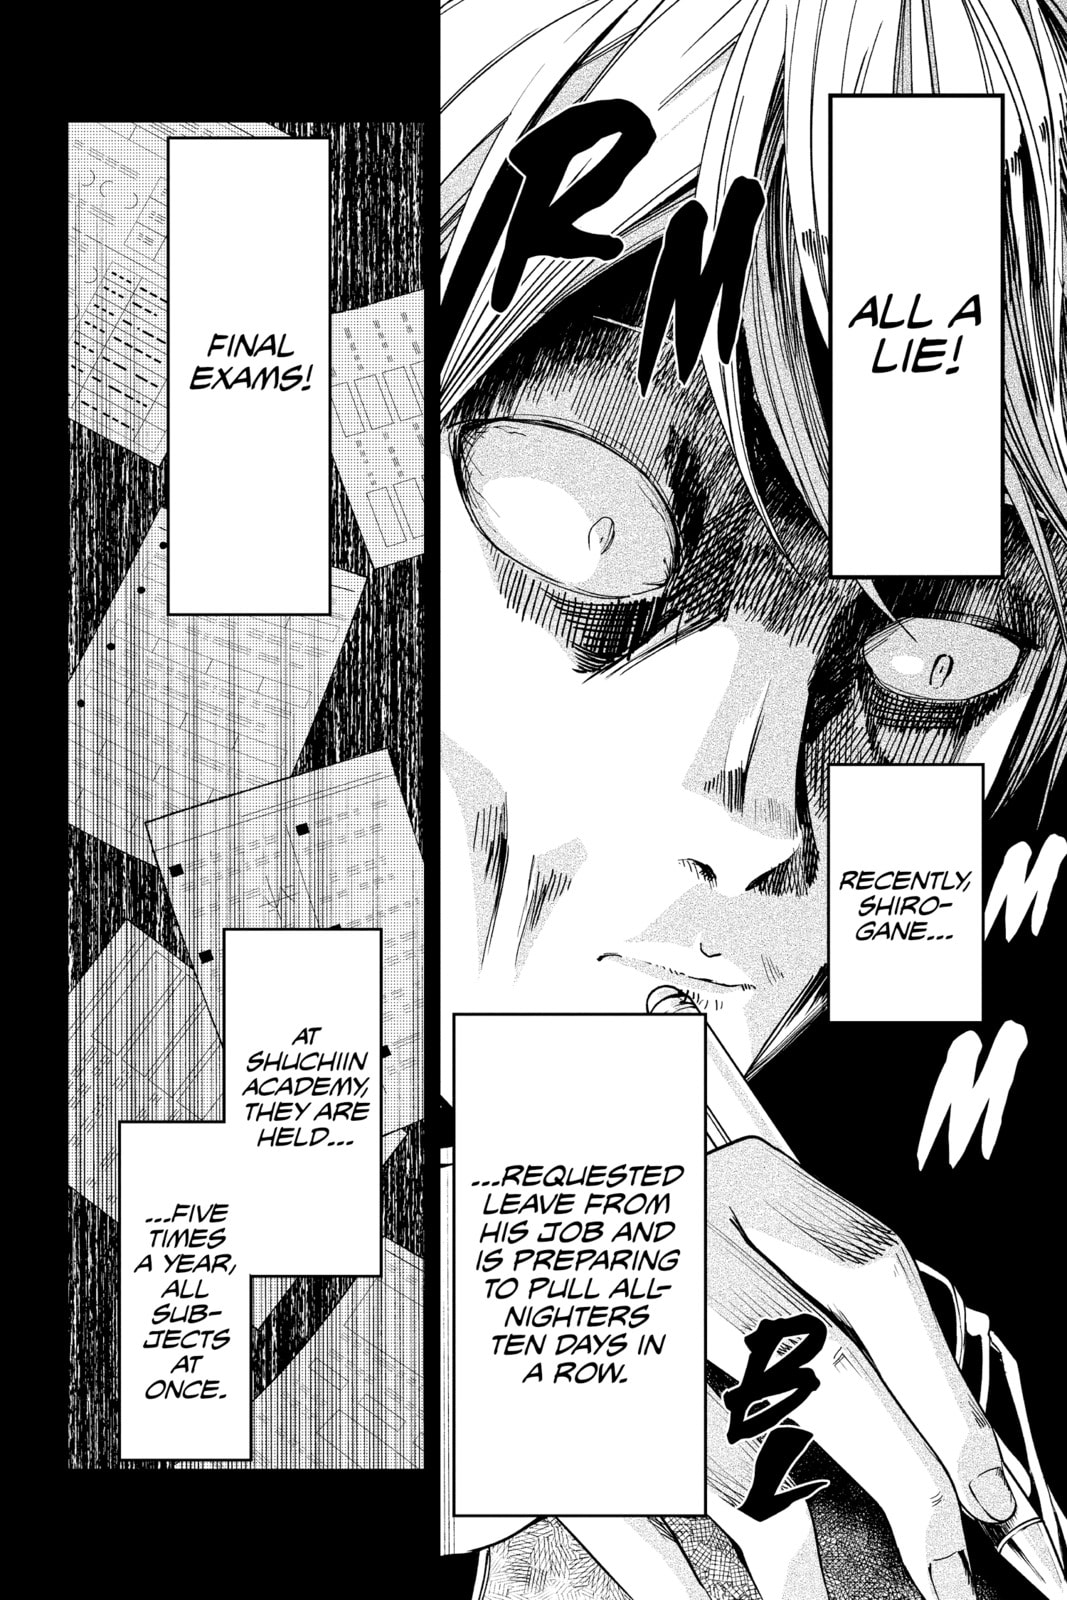 ALL A
LIE!
RECENTLY,
SHIRO-
GANE...
...REQUESTED
LEAVE FROM
HIS JOB AND
IS PREPARING
TO PULL ALL-
NIGHTERS
TEN DAYS IN
A ROW.
R
M
M
M
B
L
FINAL
EXAMS!
AT
SHUCHIIN
ACADEMY,
THEY ARE
HELD...
...FIVE
TIMES
A YEAR,
ALL
SUB-
JECTS
AT
ONCE.